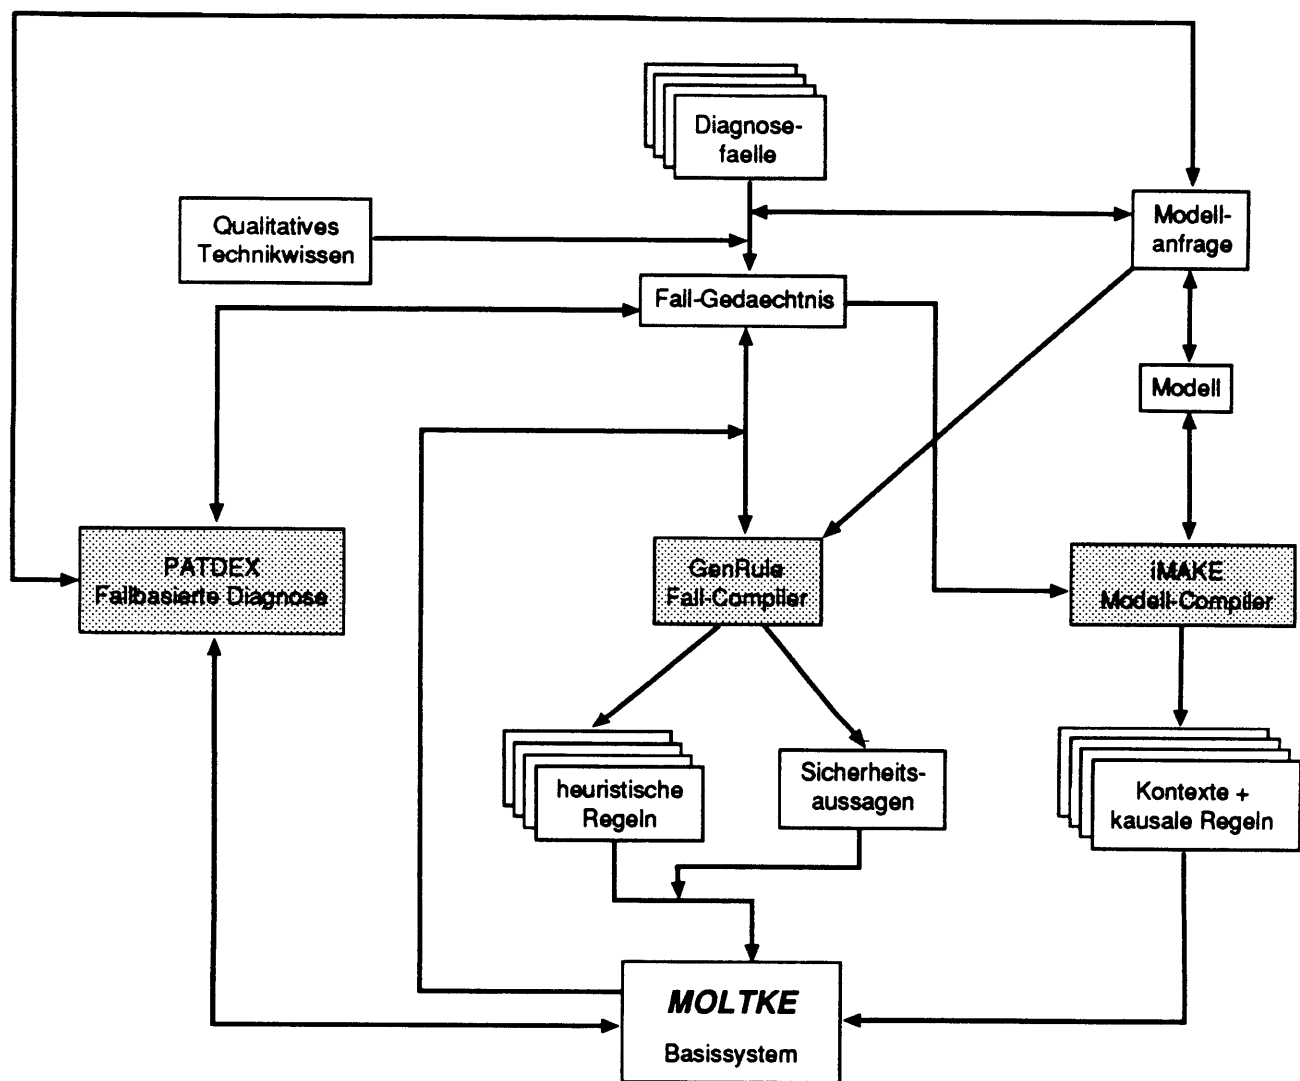 Diagnose-
faelle
Qualitatives
Technikwissen
Modell-
anfrage
Fall-Gedaechtnis
Modell
PATDEX
Fallbasierte Diagnose
GenRule
Fall-Compiler
iMAKE
Modell-Compiler
heuristische
Regeln
Sicherheits-
aussagen
Kontexte +
kausale Regeln
MOLTKE
Basissystem